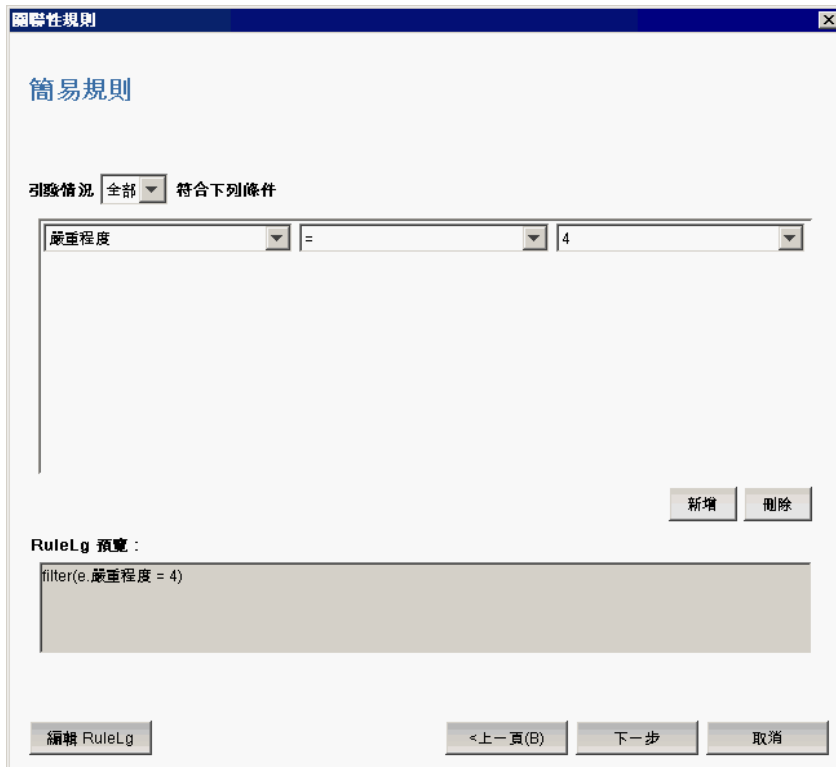 關聯性規則
簡易規則
引發情況 全部 符合下列條件
嚴重程度 = 4
新增 刪除
RuleLg 預覽：
filter(e.嚴重程度 = 4)
編輯 RuleLg <上一頁(B) 下一步 取消